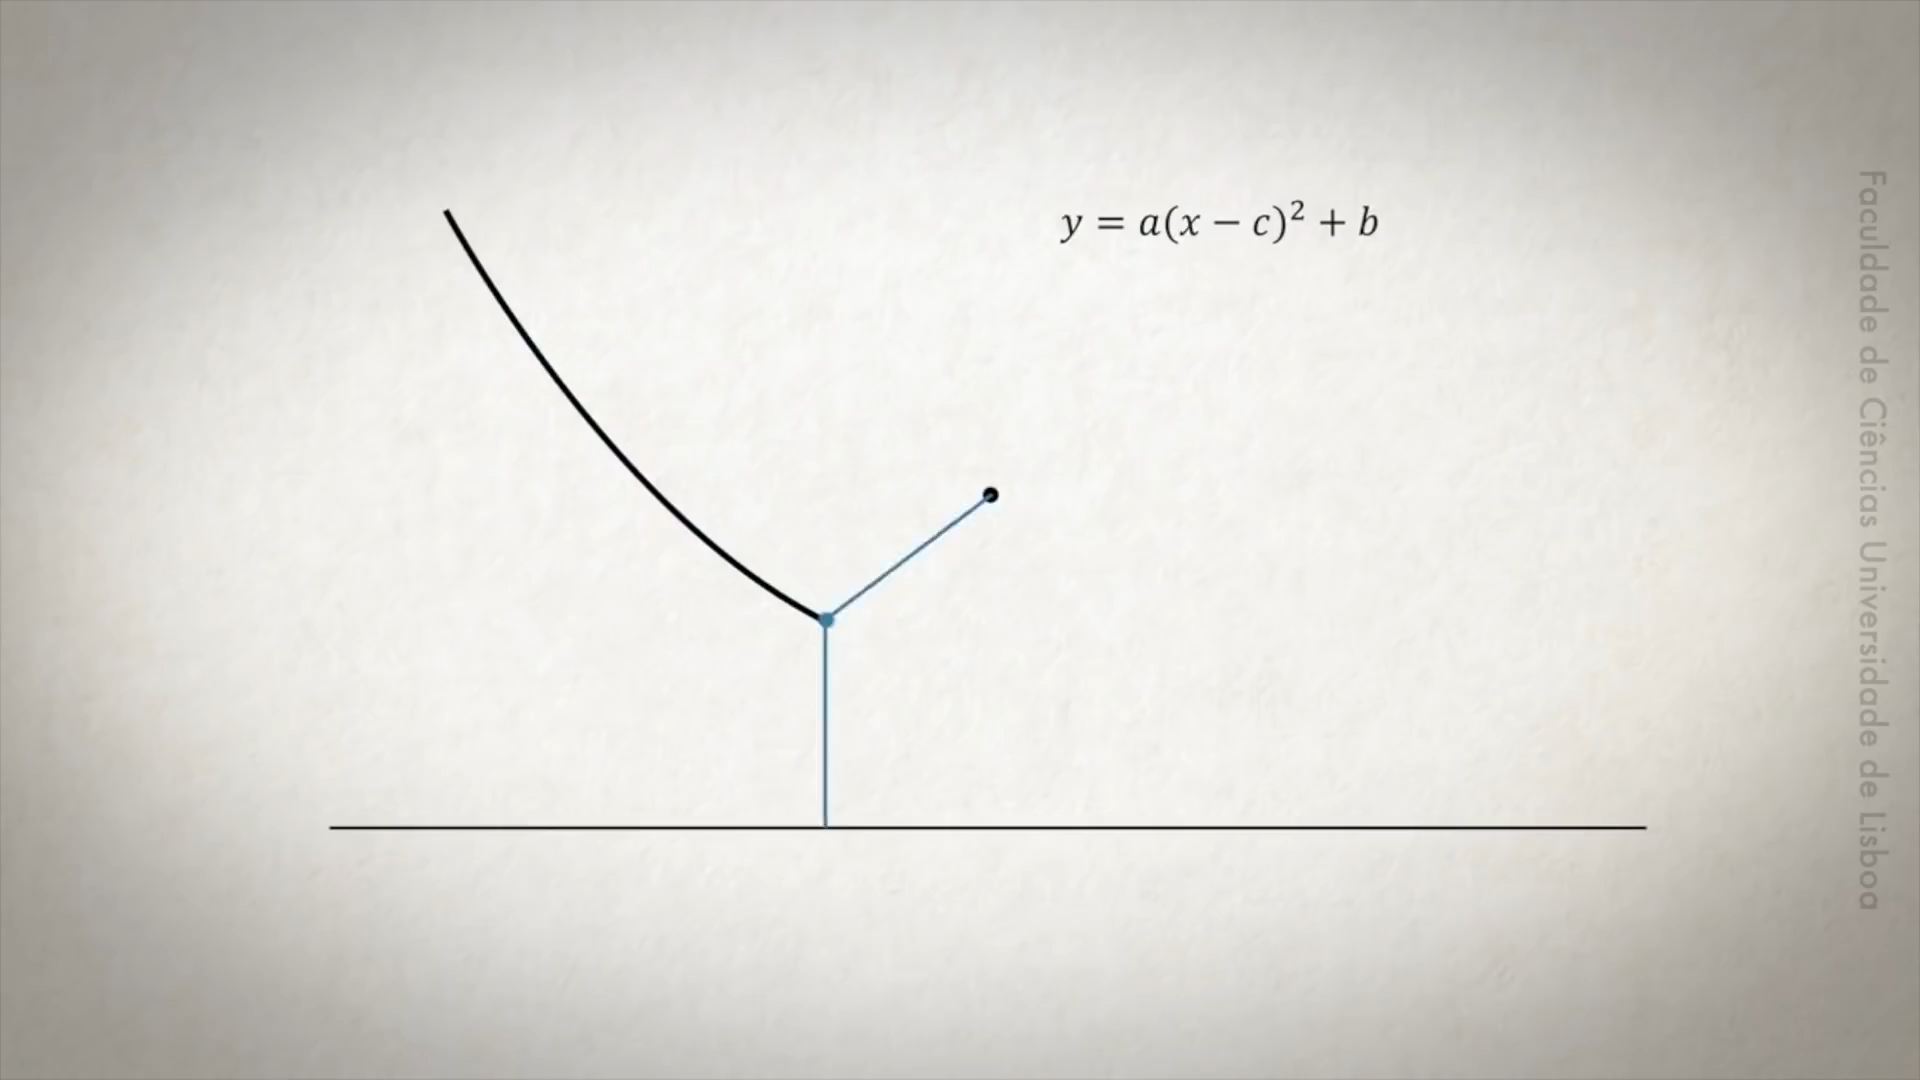 y = a(x − c)² + b
Faculdade de Ciências Universidade de Lisboa